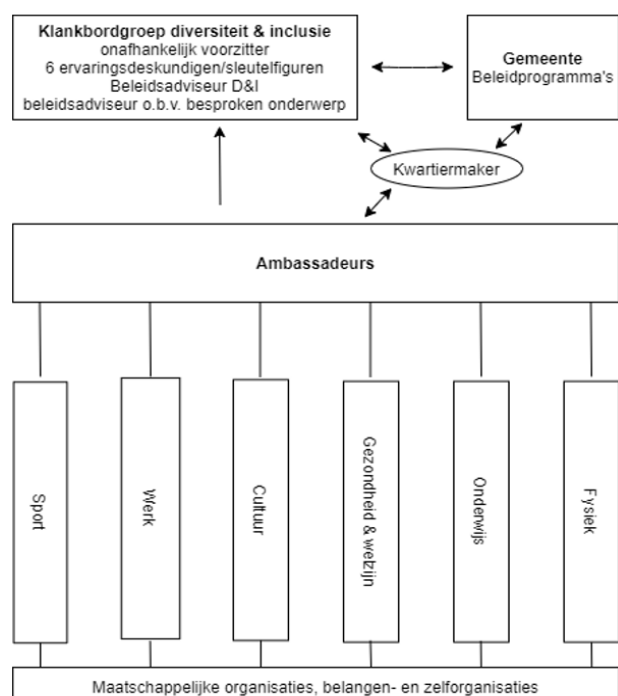 Klankbordgroep diversiteit & inclusie
onafhankelijk voorzitter
6 ervaringsdeskundigen/sleutelfiguren
Beleidsadviseur D&I
beleidsadviseur o.b.v. besproken onderwerp
Gemeente
Beleidprogramma's
Kwartiermaker
Ambassadeurs
Sport
Werk
Cultuur
Gezondheid & welzijn
Onderwijs
Fysiek
Maatschappelijke organisaties, belangen- en zelforganisaties